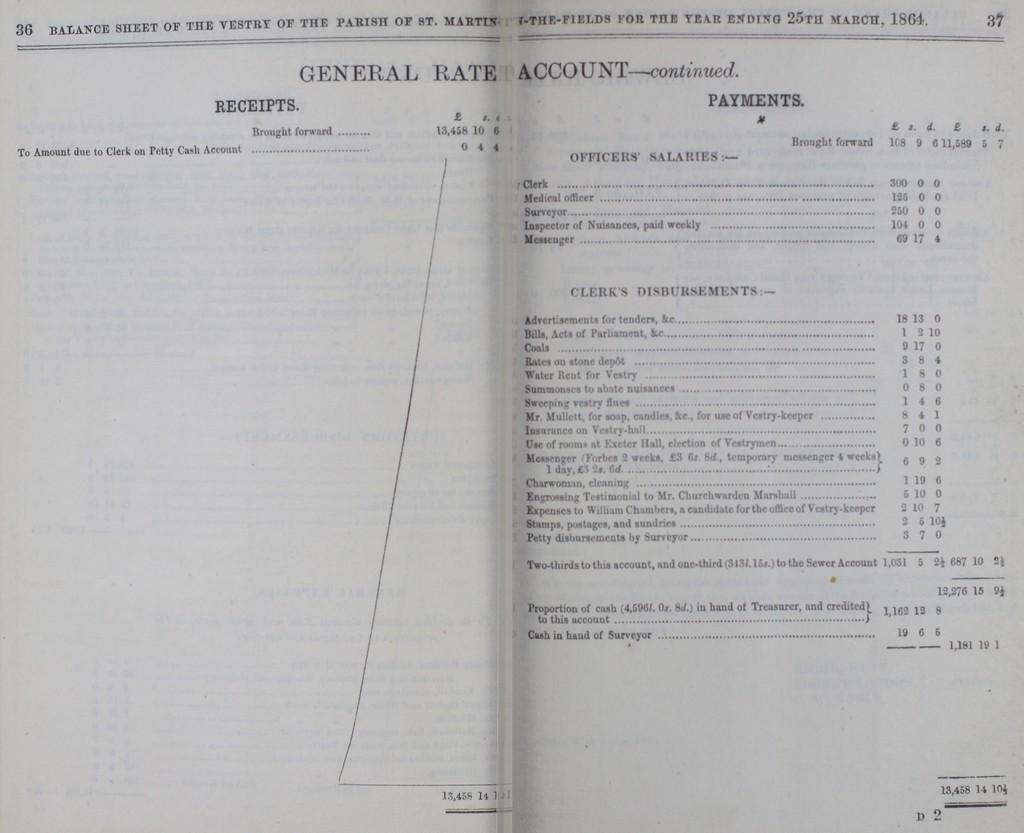 36 BALANCE SHEET OF THE VESTRY OF THE PARISH OF ST. MARTIN-
GENERAL RATE
RECEIPTS.
£ s.
Brought forward ......... 13,458 10 6
To Amount due to Clerk on Petty Cash Account .............................. 0 4 4
13,458 14
-THE-FIELDS FOR THE YEAR ENDING 25TH MARCH, 1864. 37
ACCOUNT—continued.
PAYMENTS.
£ s. d. £ s. d.
Brought forward 108 9 6 11,589 5 7
OFFICERS' SALARIES:—
Clerk ........ 300 0 0
Medical officer ........ 125 0 0
Surveyor........ 250 0 0
Inspector of Nuisances, paid weekly ........ 104 0 0
Messenger ........ 69 17 4
CLERK'S DISBURSEMENTS:—
Advertisements for tenders, &c........ 18 13 0
Bills, Acts of Parliament, &c........ 1 2 10
Coals ........ 9 17 0
Rates on stone depôt ........ 3 8 4
Water Rent for Vestry ........ 1 8 0
Summonses to abate nuisances ........ 0 8 0
Sweeping vestry flues ........ 1 4 6
Mr. Mullett, for soap, candles, &c., for use of Vestry-keeper ........ 8 4 1
Insurance on Vestry-hall........ 7 0 0
Use of rooms at Exeter Hall, election of Vestrymen........ 0 10 6
Messenger (Forbes 2 weeks, £3 6s. 8d., temporary messenger 4 weeks
1 day, £3 2s. 6d. ........ } 6 9 2
Charwoman, cleaning ........ 1 19 6
Engrossing Testimonial to Mr. Churchwarden Marshall ........ 5 10 0
Expenses to William Chambers, a candidate for the office of Vestry-keeper 2 10 7
Stamps, postages, and sundries ........ 2 5 10½
Petty disbursements by Surveyor ........ 3 7 0
Two-thirds to this account, and one-third (343l. 15s.) to the Sewer Account 1,031 5 2½ 687 10 2½
12,276 15 9½
Proportion of cash (4,596l. 0s. 8d.) in hand of Treasurer, and credited
to this account ........ } 1,162 12 8
Cash in hand of Surveyor ........ 19 6 5
1,181 19 1
13,458 14 10½
D 2